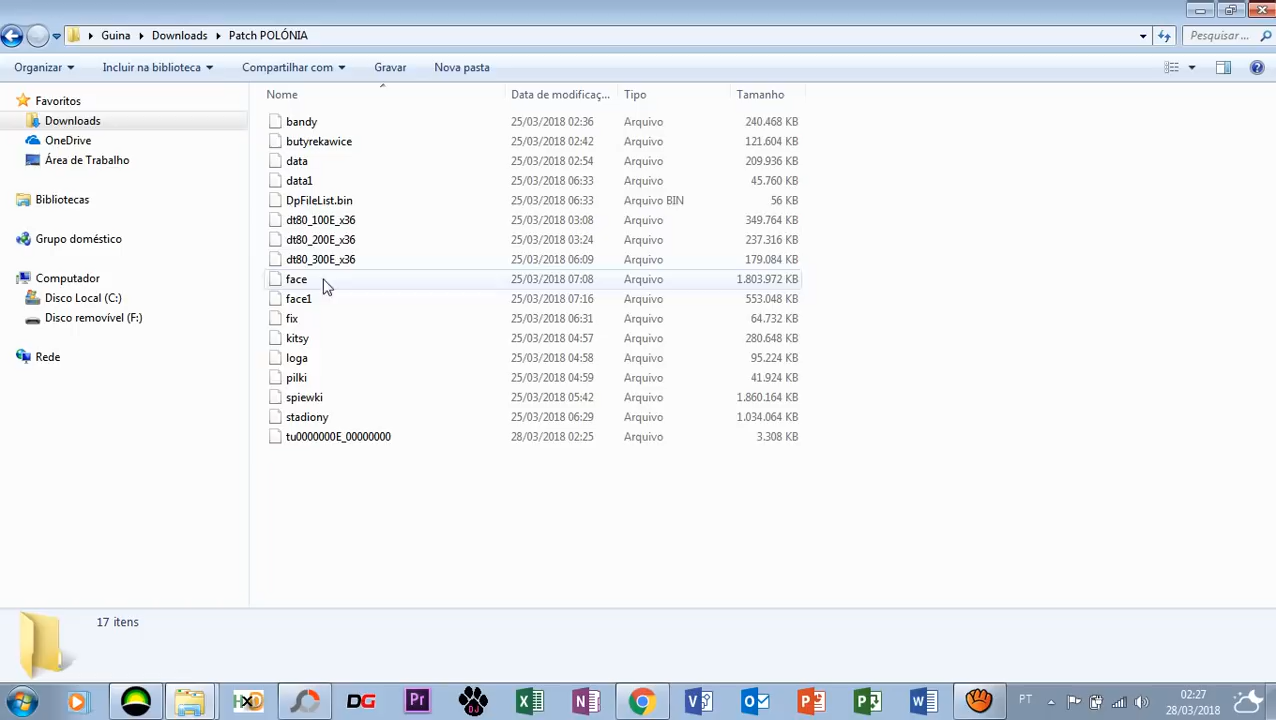 Guina Downloads Patch POLÓNIA Pesquisar ...
Organizar Incluir na biblioteca Compartilhar com Gravar Nova pasta
Nome Data de modificaç... Tipo Tamanho
Favoritos
Downloads
OneDrive
Área de Trabalho
Bibliotecas
Grupo doméstico
Computador
Disco Local (C:)
Disco removível (F:)
Rede
bandy 25/03/2018 02:36 Arquivo 240.468 KB
butyrekawice 25/03/2018 02:42 Arquivo 121.604 KB
data 25/03/2018 02:54 Arquivo 209.936 KB
data1 25/03/2018 06:33 Arquivo 45.760 KB
DpFileList.bin 25/03/2018 06:33 Arquivo BIN 56 KB
dt80_100E_x36 25/03/2018 03:08 Arquivo 349.764 KB
dt80_200E_x36 25/03/2018 03:24 Arquivo 237.316 KB
dt80_300E_x36 25/03/2018 06:09 Arquivo 179.084 KB
face 25/03/2018 07:08 Arquivo 1.803.972 KB
face1 25/03/2018 07:16 Arquivo 553.048 KB
fix 25/03/2018 06:31 Arquivo 64.732 KB
kitsy 25/03/2018 04:57 Arquivo 280.648 KB
loga 25/03/2018 04:58 Arquivo 95.224 KB
pilki 25/03/2018 04:59 Arquivo 41.924 KB
spiewki 25/03/2018 05:42 Arquivo 1.860.164 KB
stadiony 25/03/2018 06:29 Arquivo 1.034.064 KB
tu0000000E_00000000 28/03/2018 02:25 Arquivo 3.308 KB
17 itens
HXD DG Pr DJ PT 02:27
28/03/2018